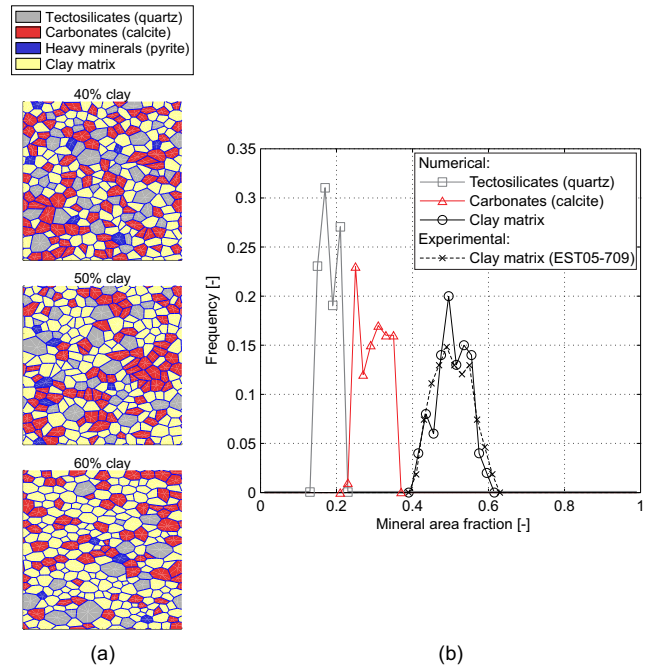 Tectosilicates (quartz)
Carbonates (calcite)
Heavy minerals (pyrite)
Clay matrix
40% clay
50% clay
60% clay
(a)
0.35
0.3
0.25
0.2
0.15
0.1
0.05
0
Frequency [-]
Numerical:
Tectosilicates (quartz)
Carbonates (calcite)
Clay matrix
Experimental:
Clay matrix (EST05-709)
0 0.2 0.4 0.6 0.8 1
Mineral area fraction [-]
(b)